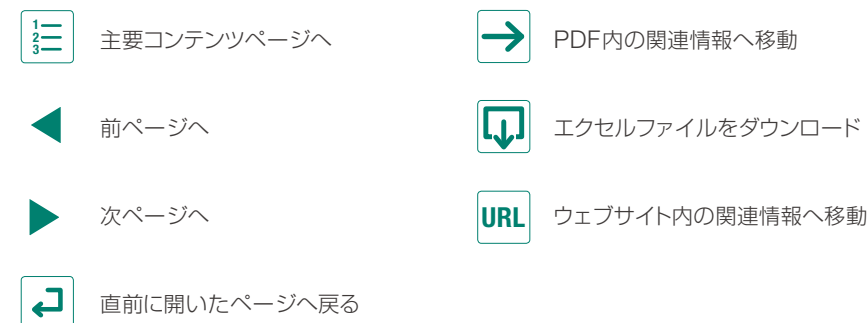 1
2
3
主要コンテンツページへ
前ページへ
次ページへ
直前に開いたページへ戻る
PDF内の関連情報へ移動
エクセルファイルをダウンロード
URL
ウェブサイト内の関連情報へ移動